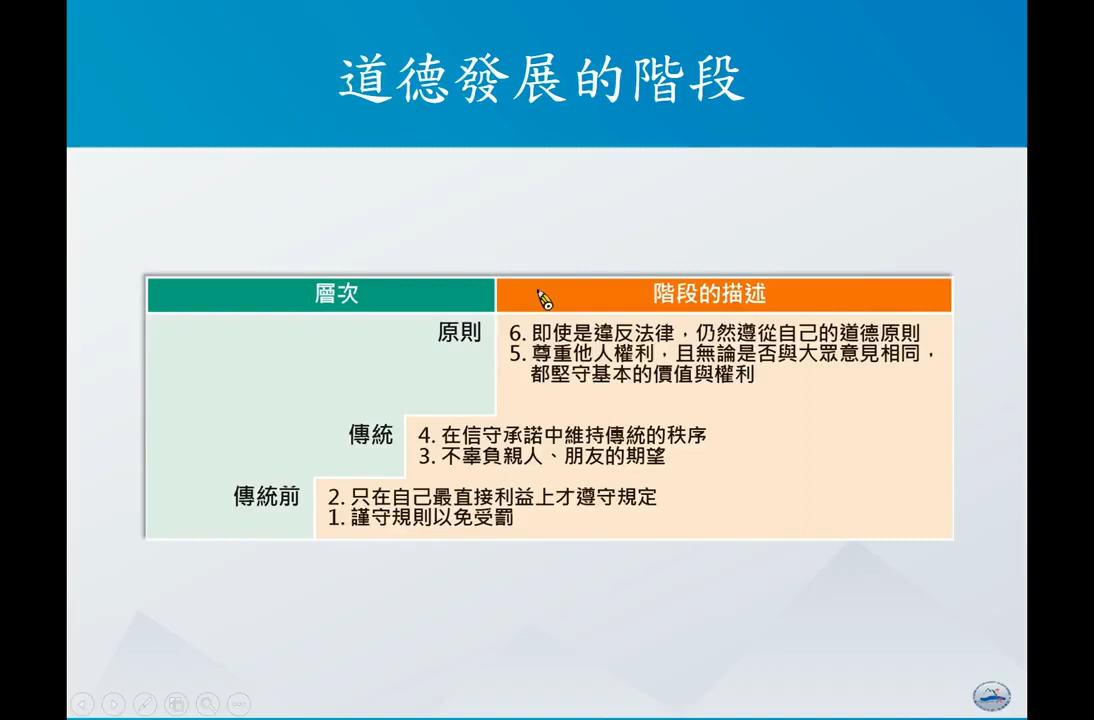 道德發展的階段
層次
階段的描述
原則
6. 即使是違反法律，仍然遵從自己的道德原則
5. 尊重他人權利，且無論是否與大眾意見相同，
都堅守基本的價值與權利
傳統
4. 在信守承諾中維持傳統的秩序
3. 不辜負親人、朋友的期望
傳統前
2. 只在自己最直接利益上才遵守規定
1. 謹守規則以免受罰